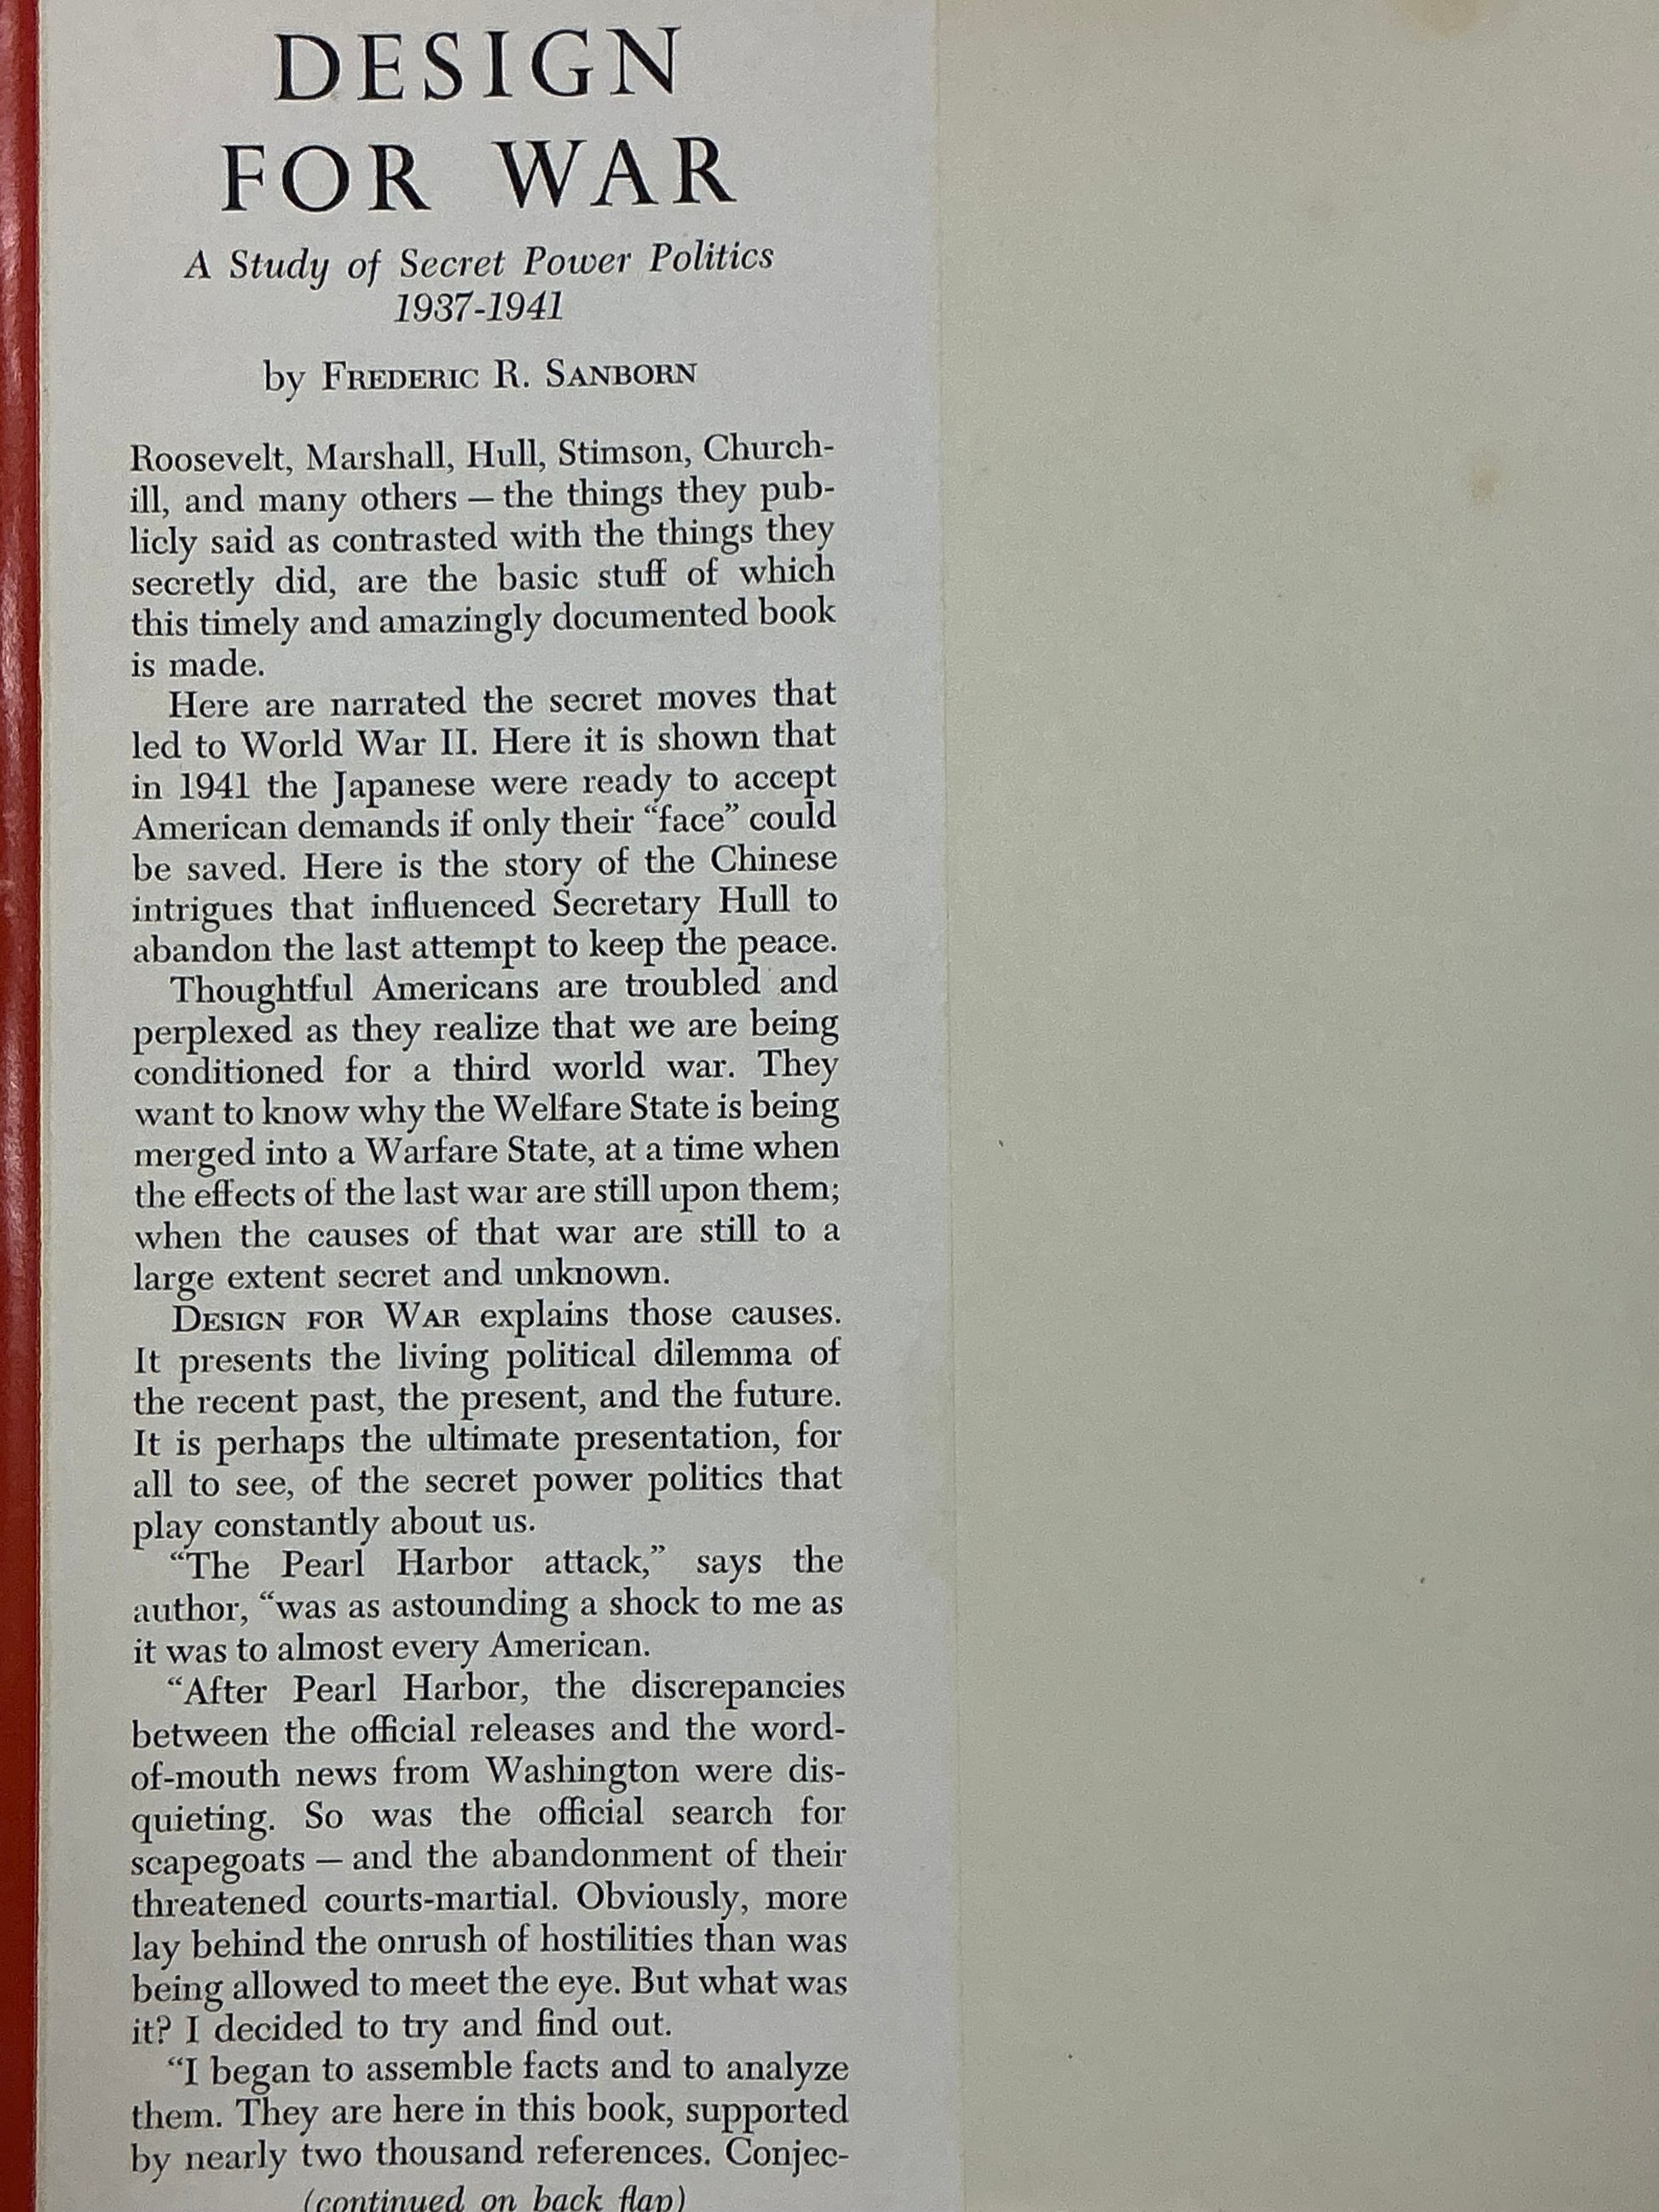 DESIGN
FOR WAR
A Study of Secret Power Politics
1937-1941
by FREDERIC R. SANBORN
Roosevelt, Marshall, Hull, Stimson, Church-
ill, and many others — the things they pub-
licly said as contrasted with the things they
secretly did, are the basic stuff of which
this timely and amazingly documented book
is made.
Here are narrated the secret moves that
led to World War II. Here it is shown that
in 1941 the Japanese were ready to accept
American demands if only their “face” could
be saved. Here is the story of the Chinese
intrigues that influenced Secretary Hull to
abandon the last attempt to keep the peace.
Thoughtful Americans are troubled and
perplexed as they realize that we are being
conditioned for a third world war. They
want to know why the Welfare State is being
merged into a Warfare State, at a time when
the effects of the last war are still upon them;
when the causes of that war are still to a
large extent secret and unknown.
DESIGN FOR WAR explains those causes.
It presents the living political dilemma of
the recent past, the present, and the future.
It is perhaps the ultimate presentation, for
all to see, of the secret power politics that
play constantly about us.
“The Pearl Harbor attack,” says the
author, “was as astounding a shock to me as
it was to almost every American.
“After Pearl Harbor, the discrepancies
between the official releases and the word-
of-mouth news from Washington were dis-
quieting. So was the official search for
scapegoats — and the abandonment of their
threatened courts-martial. Obviously, more
lay behind the onrush of hostilities than was
being allowed to meet the eye. But what was
it? I decided to try and find out.
“I began to assemble facts and to analyze
them. They are here in this book, supported
by nearly two thousand references. Conjec-
(continued on back flap)